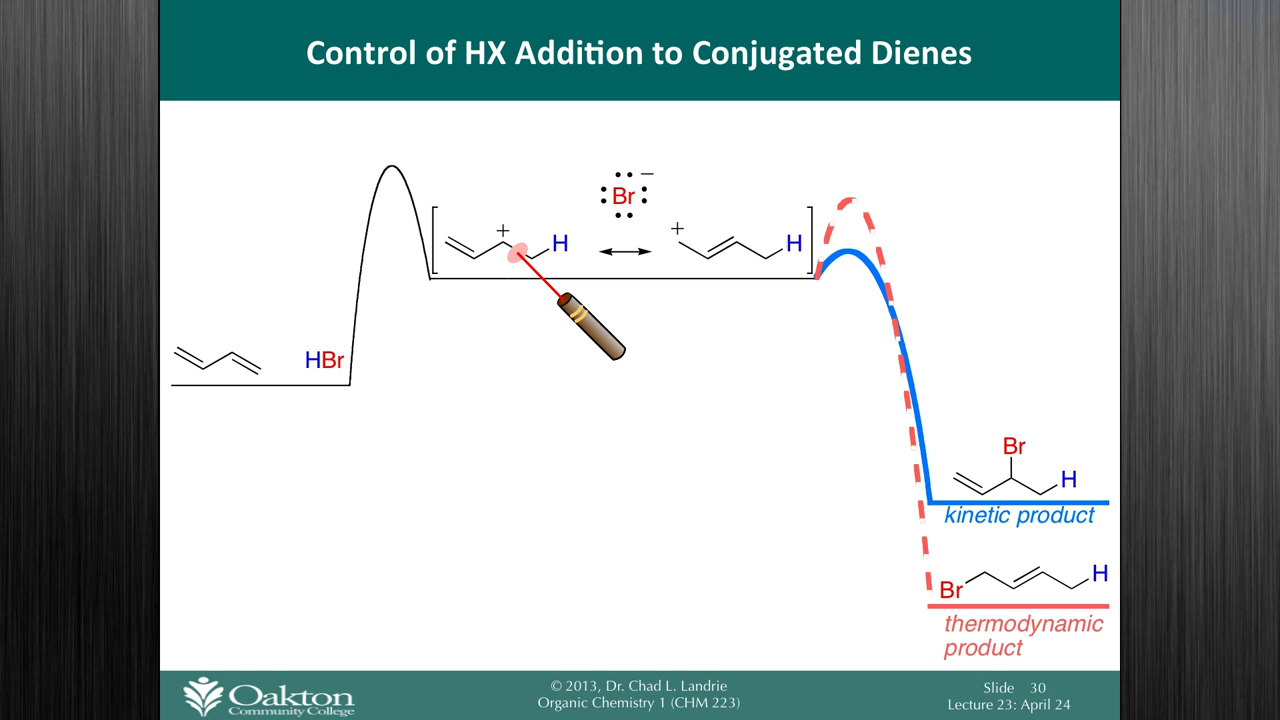 Control of HX Addition to Conjugated Dienes
Br
−
+
H
+
H
HBr
Br
H
kinetic product
Br
H
thermodynamic
product
Oakton
Community College
© 2013, Dr. Chad L. Landrie
Organic Chemistry 1 (CHM 223)
Slide 30
Lecture 23: April 24